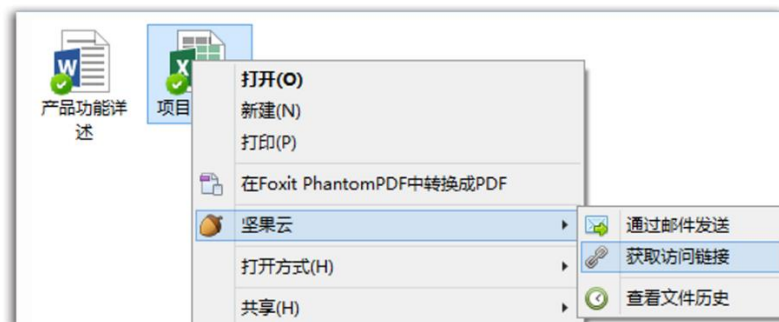 产品功能详
述
项目
打开(O)
新建(N)
打印(P)
在Foxit PhantomPDF中转换成PDF
坚果云
打开方式(H)
共享(H)
通过邮件发送
获取访问链接
查看文件历史